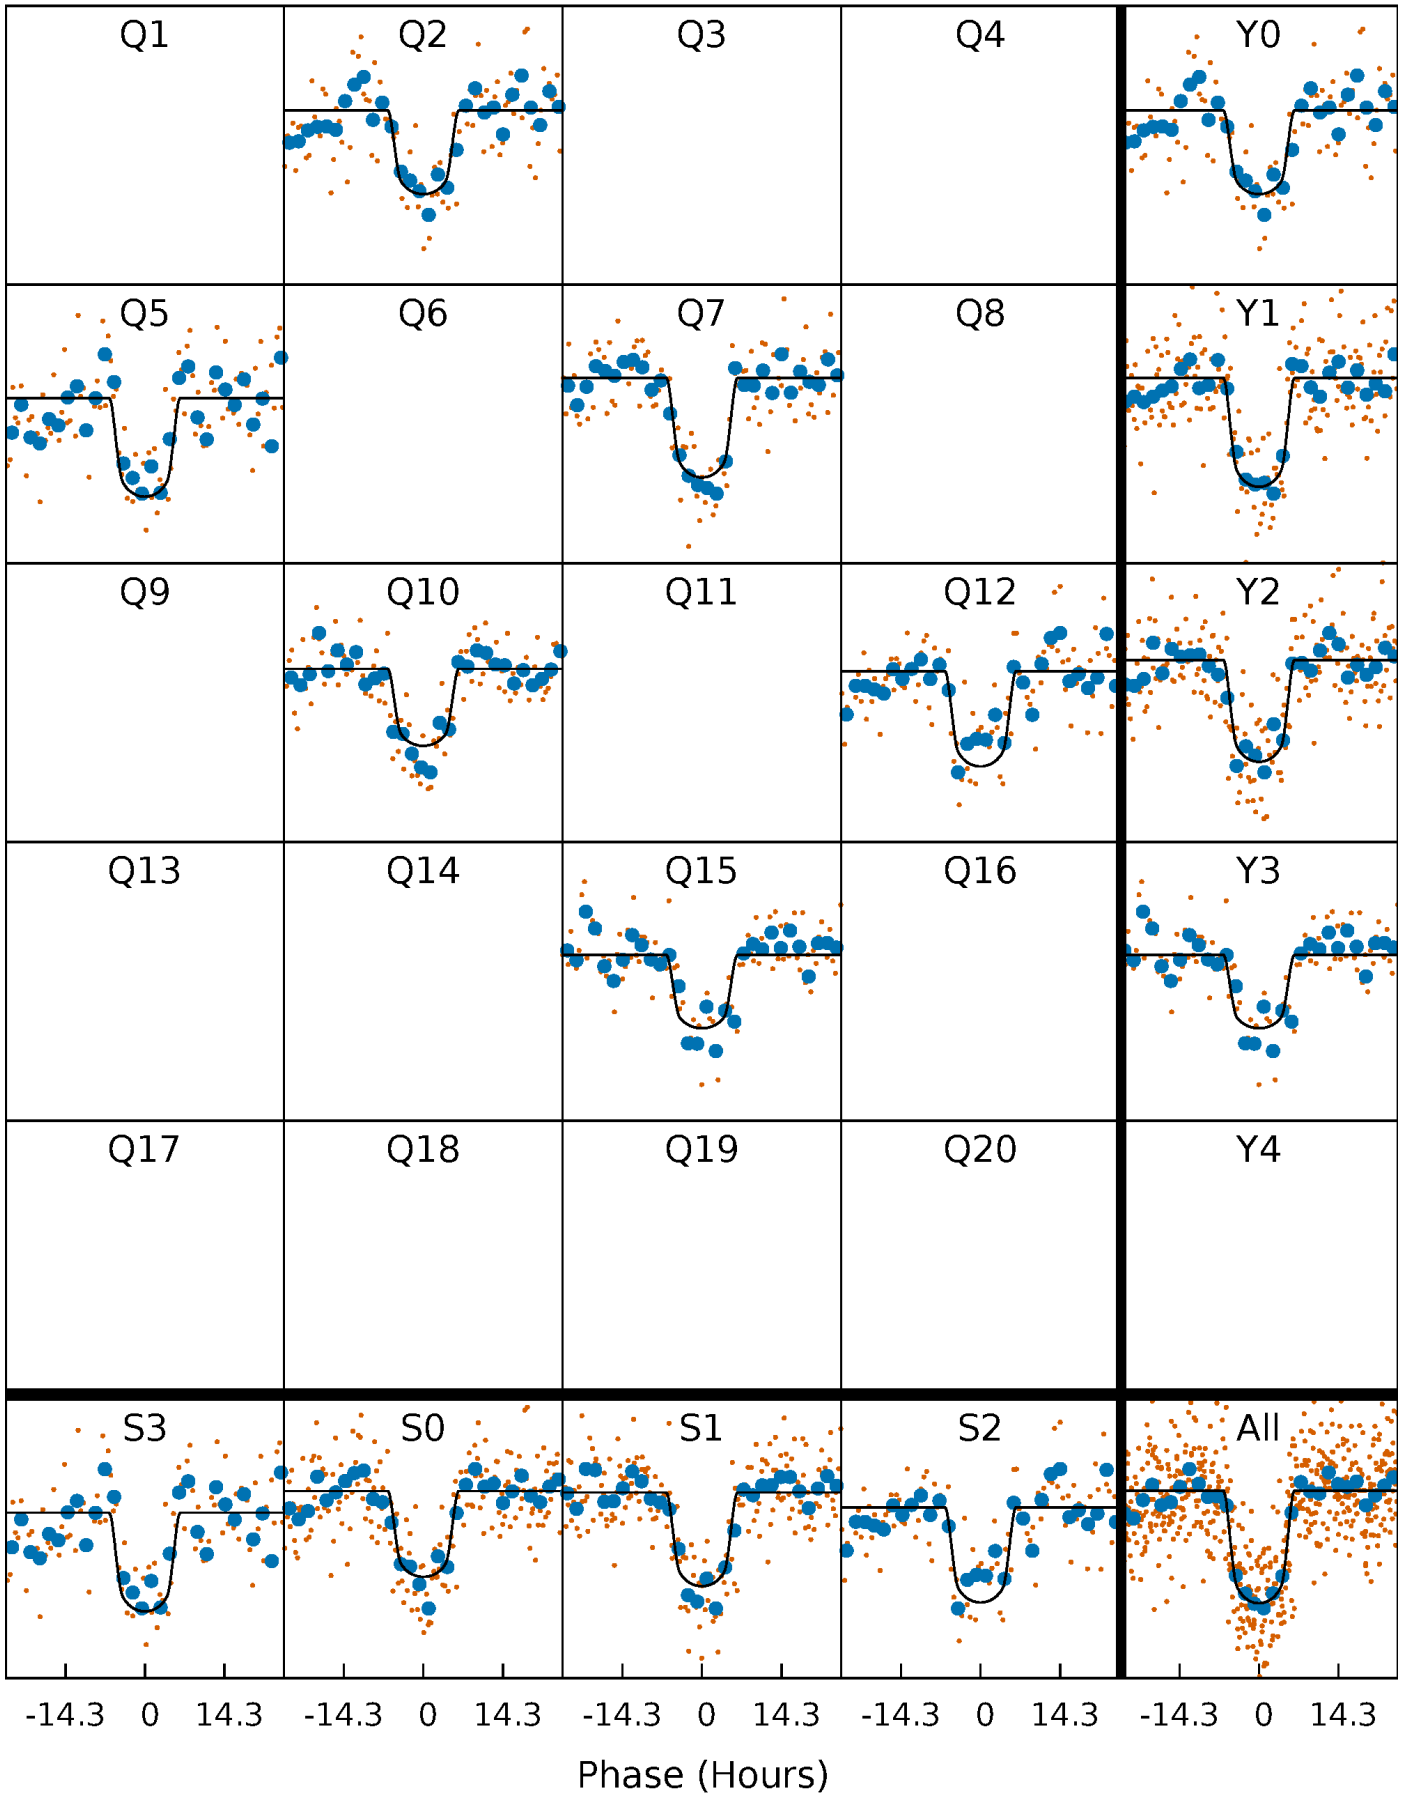 Q1 Q2 Q3 Q4 Y0
Q5 Q6 Q7 Q8 Y1
Q9 Q10 Q11 Q12 Y2
Q13 Q14 Q15 Q16 Y3
Q17 Q18 Q19 Q20 Y4
S3 S0 S1 S2 All
-14.3 0 14.3 -14.3 0 14.3 -14.3 0 14.3 -14.3 0 14.3 -14.3 0 14.3
Phase (Hours)